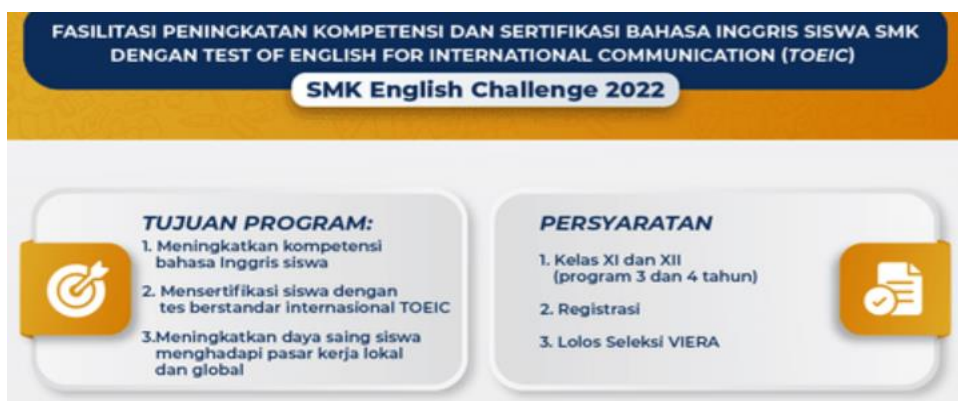 FASILITASI PENINGKATAN KOMPETENSI DAN SERTIFIKASI BAHASA INGGRIS SISWA SMK
DENGAN TEST OF ENGLISH FOR INTERNATIONAL COMMUNICATION (TOEIC)
SMK English Challenge 2022
TUJUAN PROGRAM:
1. Meningkatkan kompetensi
bahasa Inggris siswa
2. Mensertifikasi siswa dengan
tes berstandar internasional TOEIC
3.Meningkatkan daya saing siswa
menghadapi pasar kerja lokal
dan global
PERSYARATAN
1. Kelas XI dan XII
(program 3 dan 4 tahun)
2. Registrasi
3. Lolos Seleksi VIERA